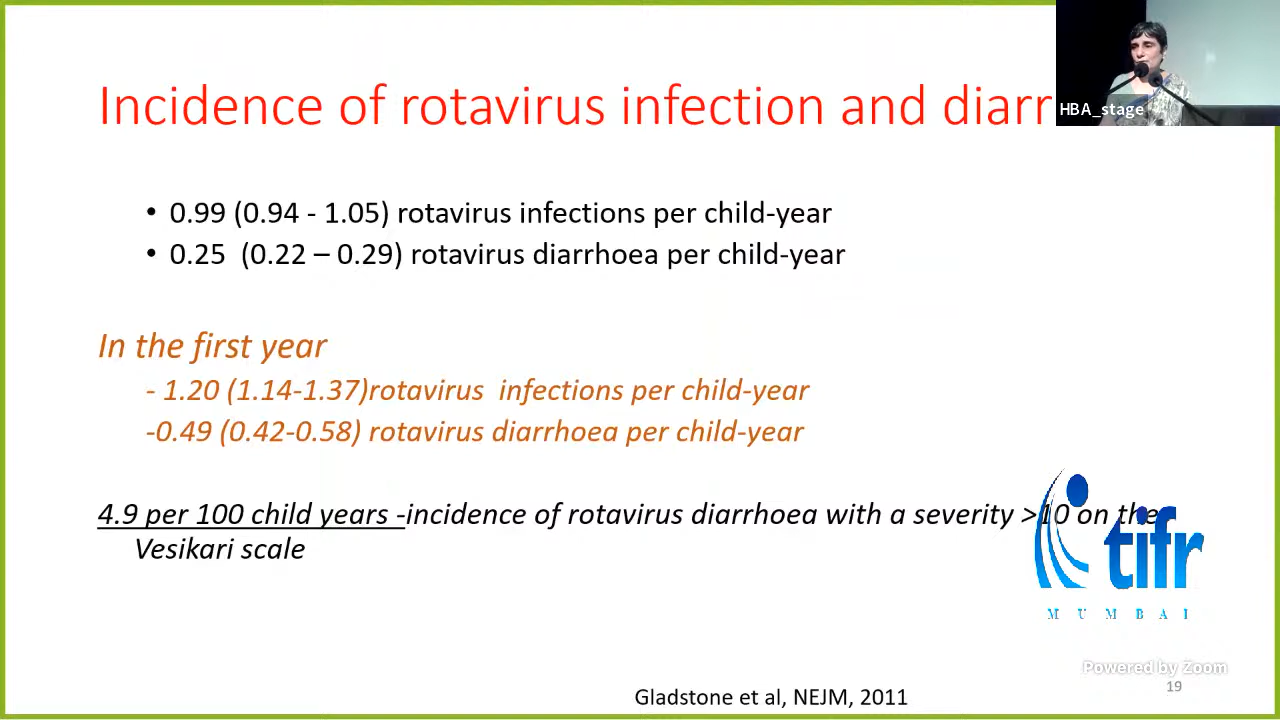 Incidence of rotavirus infection and diarr
HBA_stage
• 0.99 (0.94 - 1.05) rotavirus infections per child-year
• 0.25 (0.22 – 0.29) rotavirus diarrhoea per child-year
In the first year
- 1.20 (1.14-1.37)rotavirus infections per child-year
-0.49 (0.42-0.58) rotavirus diarrhoea per child-year
4.9 per 100 child years -incidence of rotavirus diarrhoea with a severity >10 on the
Vesikari scale
tifr
MUMBAI
Powered by Zoom
19
Gladstone et al, NEJM, 2011